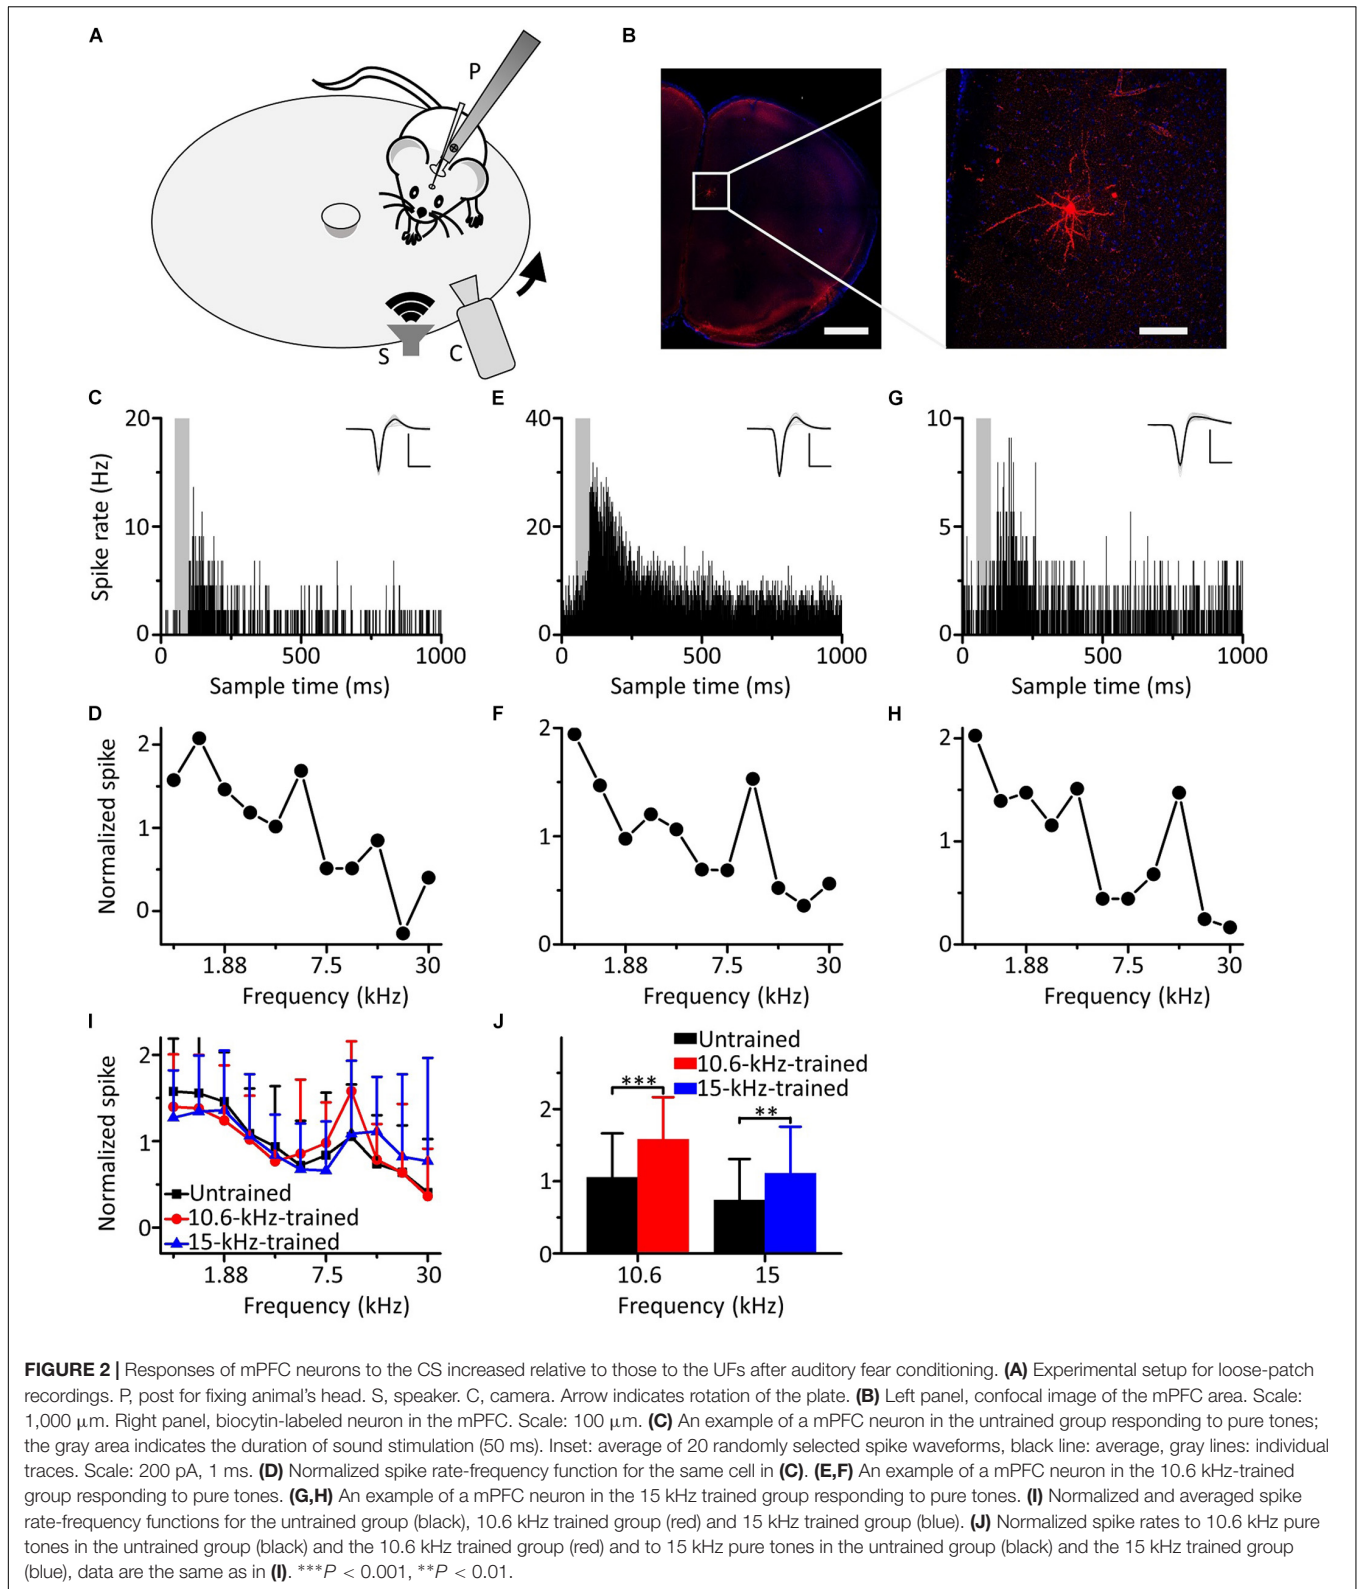 A
P
S
C
B
C
20
10
0
Spike rate (Hz)
0
500
1000
Sample time (ms)
E
40
20
0
0
500
1000
Sample time (ms)
G
10
5
0
0
500
1000
Sample time (ms)
D
2
1
0
Normalized spike
1.88
7.5
30
Frequency (kHz)
F
2
1
0
1.88
7.5
30
Frequency (kHz)
H
2
1
0
1.88
7.5
30
Frequency (kHz)
I
2
1
0
Normalized spike
Untrained
10.6-kHz-trained
15-kHz-trained
1.88
7.5
30
Frequency (kHz)
J
Untrained
10.6-kHz-trained
15-kHz-trained
***
**
2
1
0
10.6
15
Frequency (kHz)
FIGURE 2 | Responses of mPFC neurons to the CS increased relative to those to the UFs after auditory fear conditioning. (A) Experimental setup for loose-patch
recordings. P, post for fixing animal's head. S, speaker. C, camera. Arrow indicates rotation of the plate. (B) Left panel, confocal image of the mPFC area. Scale:
1,000 μm. Right panel, biocytin-labeled neuron in the mPFC. Scale: 100 μm. (C) An example of a mPFC neuron in the untrained group responding to pure tones;
the gray area indicates the duration of sound stimulation (50 ms). Inset: average of 20 randomly selected spike waveforms, black line: average, gray lines: individual
traces. Scale: 200 pA, 1 ms. (D) Normalized spike rate-frequency function for the same cell in (C). (E,F) An example of a mPFC neuron in the 10.6 kHz-trained
group responding to pure tones. (G,H) An example of a mPFC neuron in the 15 kHz trained group responding to pure tones. (I) Normalized and averaged spike
rate-frequency functions for the untrained group (black), 10.6 kHz trained group (red) and 15 kHz trained group (blue). (J) Normalized spike rates to 10.6 kHz pure
tones in the untrained group (black) and the 10.6 kHz trained group (red) and to 15 kHz pure tones in the untrained group (black) and the 15 kHz trained group
(blue), data are the same as in (I). ***P < 0.001, **P < 0.01.